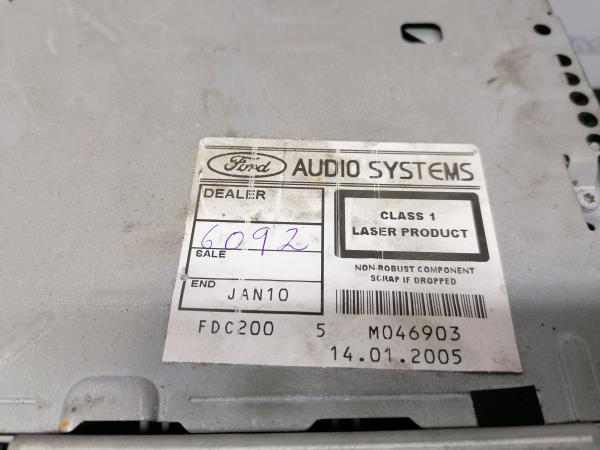 Ford AUDIO SYSTEMS
DEALER
6092
SALE
END JAN10
CLASS 1
LASER PRODUCT
NON-ROBUST COMPONENT
SCRAP IF DROPPED
FDC200 5 M046903
14.01.2005